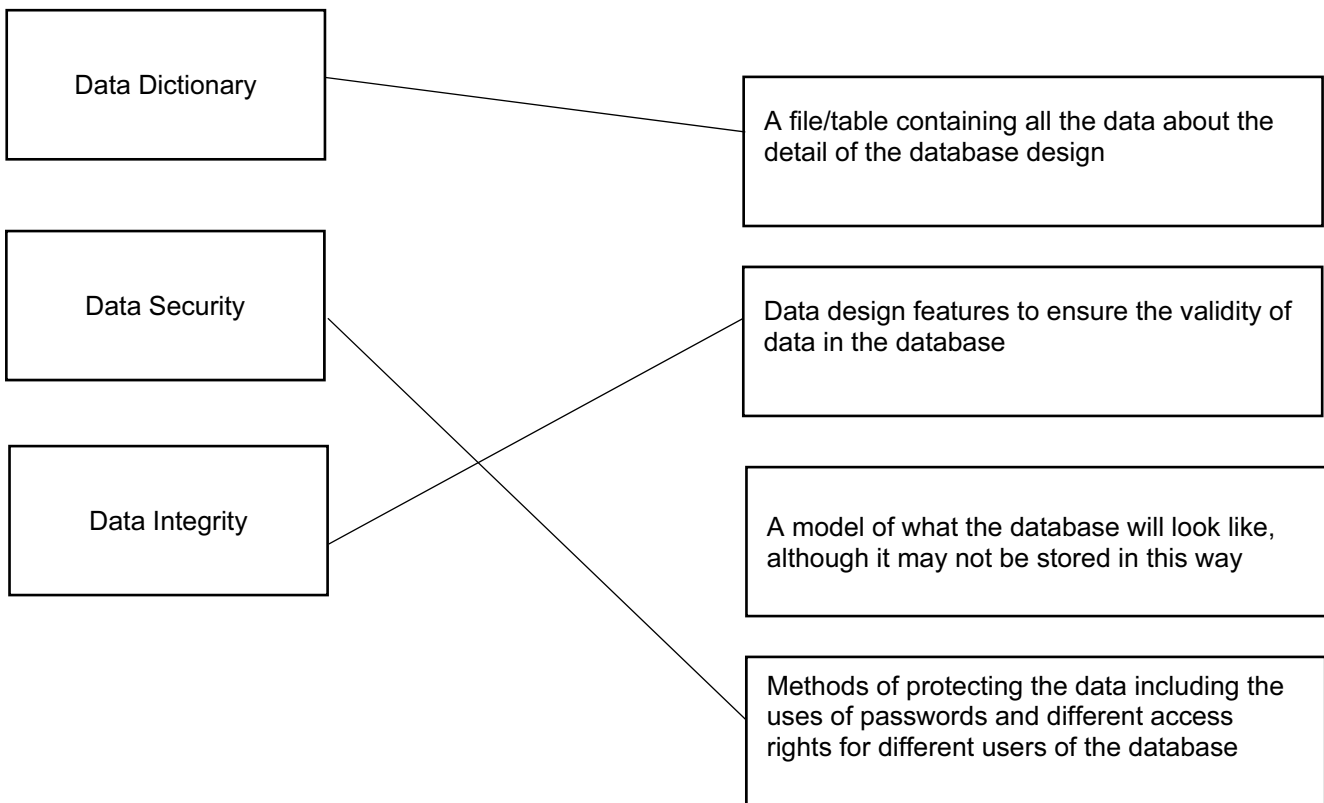 Data Dictionary
A file/table containing all the data about the
detail of the database design
Data Security
Data design features to ensure the validity of
data in the database
Data Integrity
A model of what the database will look like,
although it may not be stored in this way
Methods of protecting the data including the
uses of passwords and different access
rights for different users of the database